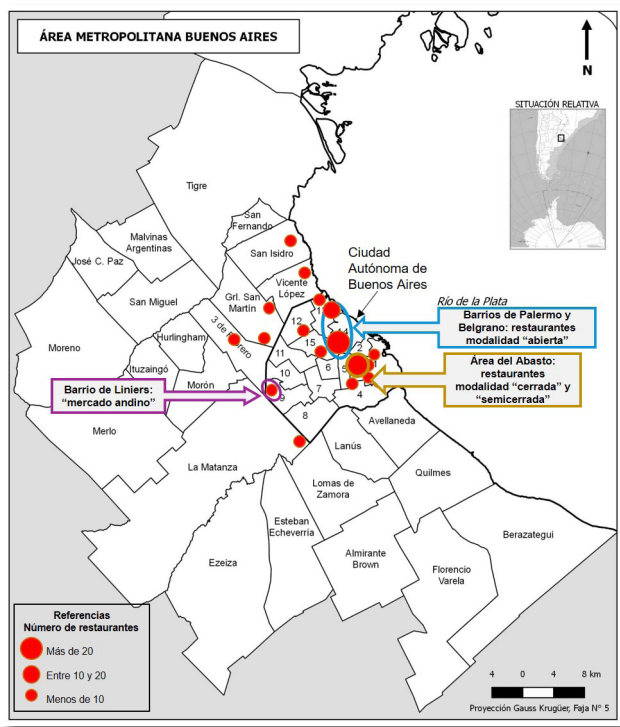 ÁREA METROPOLITANA BUENOS AIRES
N
SITUACIÓN RELATIVA
Tigre
San
Fernando
San Isidro
Malvinas
Argentinas
José C. Paz
Vicente
López
Ciudad
Autónoma de
Buenos Aires
San Miguel
Grl. San
Martín
Río de la Plata
Barrios de Palermo y
Belgrano: restaurantes
modalidad “abierta”
3 de Febrero
Hurlingham
Moreno
Ituzaingó
Morón
12
15
11
10
9
8
7
6
5
4
2
1
14
Área del Abasto:
restaurantes
modalidad “cerrada” y
“semicerrada”
Barrio de Liniers:
“mercado andino”
Merlo
La Matanza
Avellaneda
Lanús
Quilmes
Lomas de
Zamora
Esteban
Echeverría
Ezeiza
Almirante
Brown
Berazategui
Florencio
Varela
Referencias
Número de restaurantes
Más de 20
Entre 10 y 20
Menos de 10
4 0 4 8 km
Proyección Gauss Krugüer, Faja N° 5